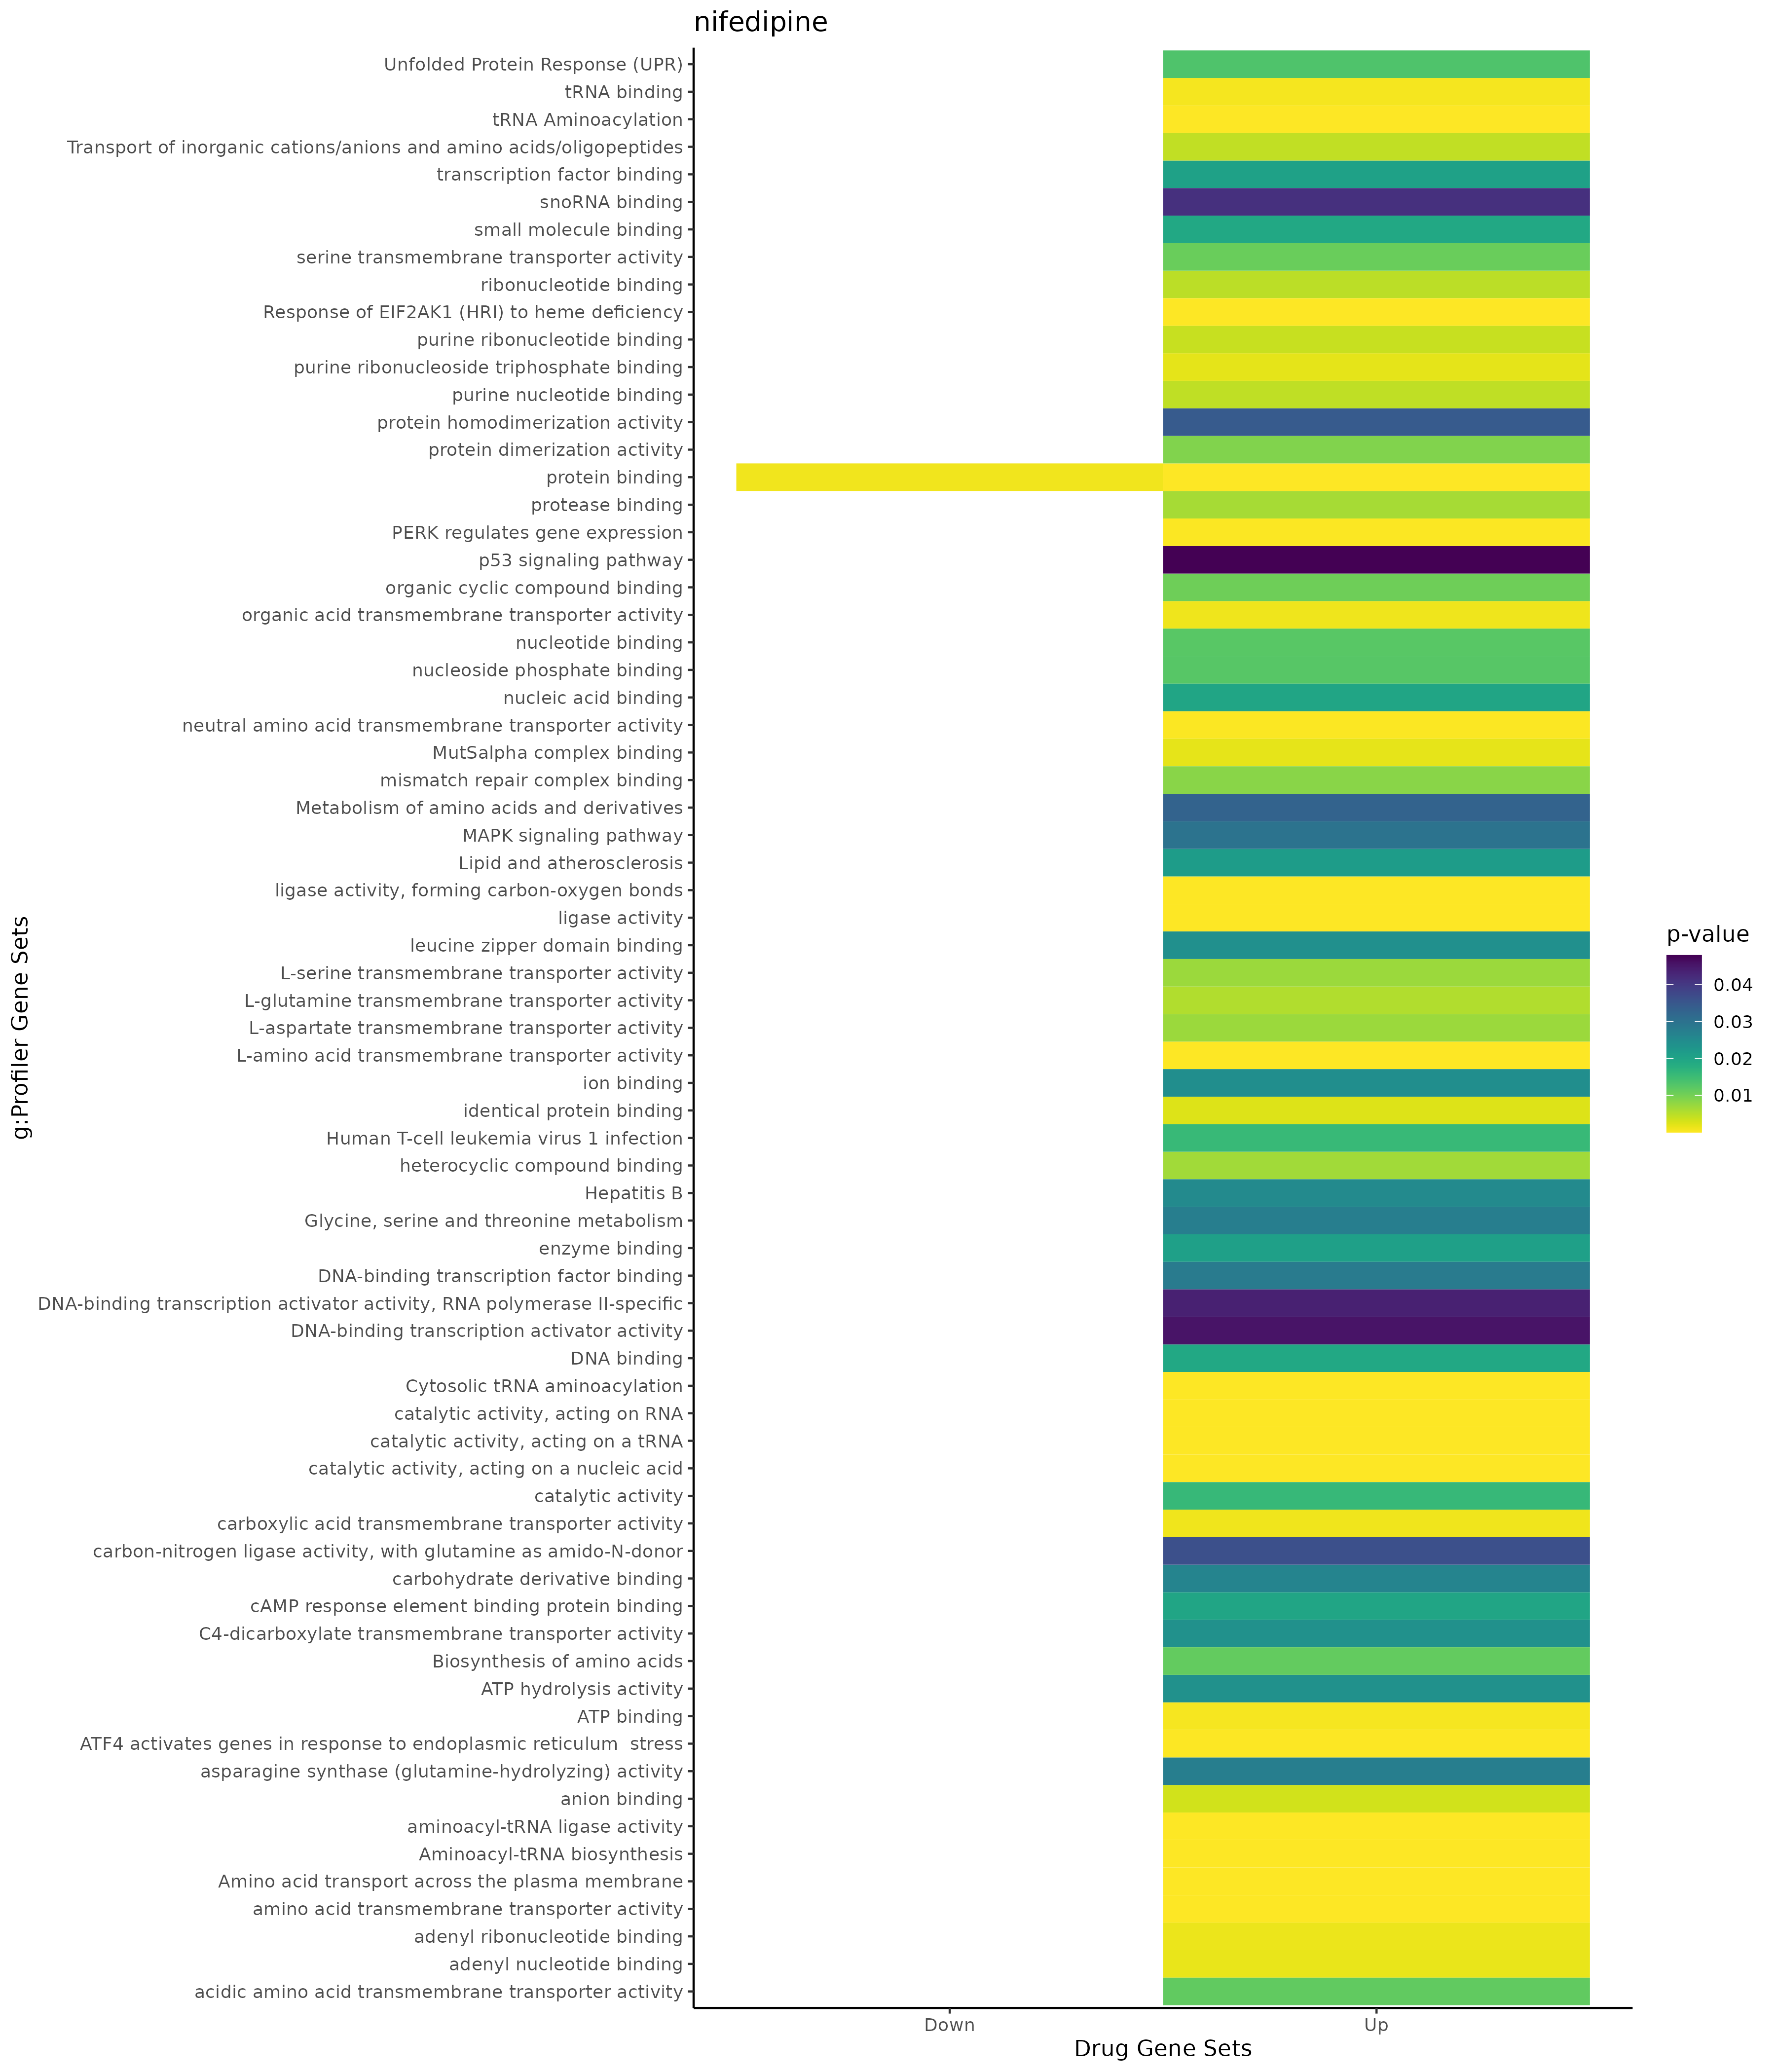 nifedipine
Unfolded Protein Response (UPR)
tRNA binding
tRNA Aminoacylation
Transport of inorganic cations/anions and amino acids/oligopeptides
transcription factor binding
snoRNA binding
small molecule binding
serine transmembrane transporter activity
ribonucleotide binding
Response of EIF2AK1 (HRI) to heme deficiency
purine ribonucleotide binding
purine ribonucleoside triphosphate binding
purine nucleotide binding
protein homodimerization activity
protein dimerization activity
protein binding
protease binding
PERK regulates gene expression
p53 signaling pathway
organic cyclic compound binding
organic acid transmembrane transporter activity
nucleotide binding
nucleoside phosphate binding
nucleic acid binding
neutral amino acid transmembrane transporter activity
MutSalpha complex binding
mismatch repair complex binding
Metabolism of amino acids and derivatives
MAPK signaling pathway
Lipid and atherosclerosis
ligase activity, forming carbon-oxygen bonds
ligase activity
leucine zipper domain binding
L-serine transmembrane transporter activity
L-glutamine transmembrane transporter activity
L-aspartate transmembrane transporter activity
L-amino acid transmembrane transporter activity
ion binding
identical protein binding
Human T-cell leukemia virus 1 infection
heterocyclic compound binding
Hepatitis B
Glycine, serine and threonine metabolism
enzyme binding
DNA-binding transcription factor binding
DNA-binding transcription activator activity, RNA polymerase II-specific
DNA-binding transcription activator activity
DNA binding
Cytosolic tRNA aminoacylation
catalytic activity, acting on RNA
catalytic activity, acting on a tRNA
catalytic activity, acting on a nucleic acid
catalytic activity
carboxylic acid transmembrane transporter activity
carbon-nitrogen ligase activity, with glutamine as amido-N-donor
carbohydrate derivative binding
cAMP response element binding protein binding
C4-dicarboxylate transmembrane transporter activity
Biosynthesis of amino acids
ATP hydrolysis activity
ATP binding
ATF4 activates genes in response to endoplasmic reticulum  stress
asparagine synthase (glutamine-hydrolyzing) activity
anion binding
aminoacyl-tRNA ligase activity
Aminoacyl-tRNA biosynthesis
Amino acid transport across the plasma membrane
amino acid transmembrane transporter activity
adenyl ribonucleotide binding
adenyl nucleotide binding
acidic amino acid transmembrane transporter activity
g:Profiler Gene Sets
Down
Up
Drug Gene Sets
p-value
0.04
0.03
0.02
0.01